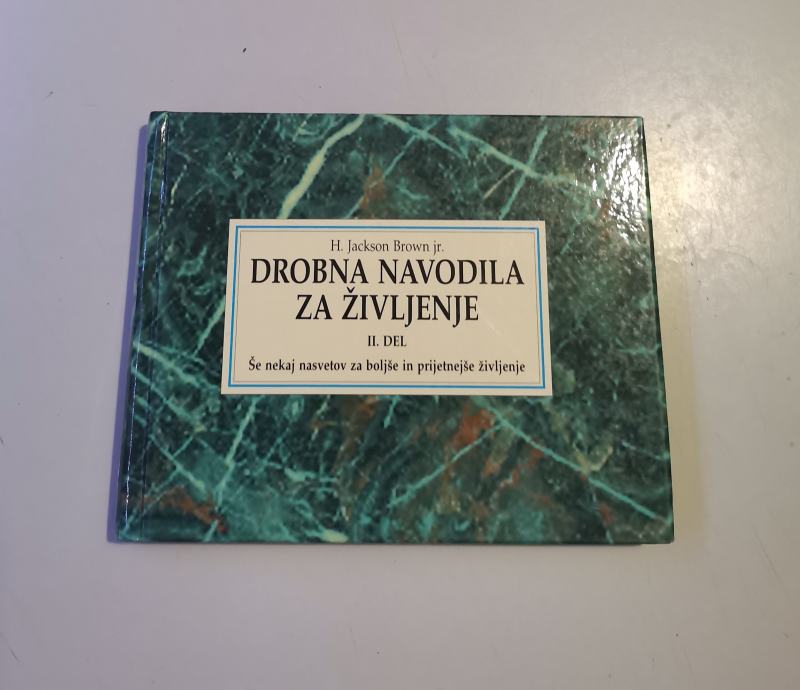 H. Jackson Brown jr.
DROBNA NAVODILA
ZA ŽIVLJENJE
II. DEL
Še nekaj nasvetov za boljše in prijetnejše življenje